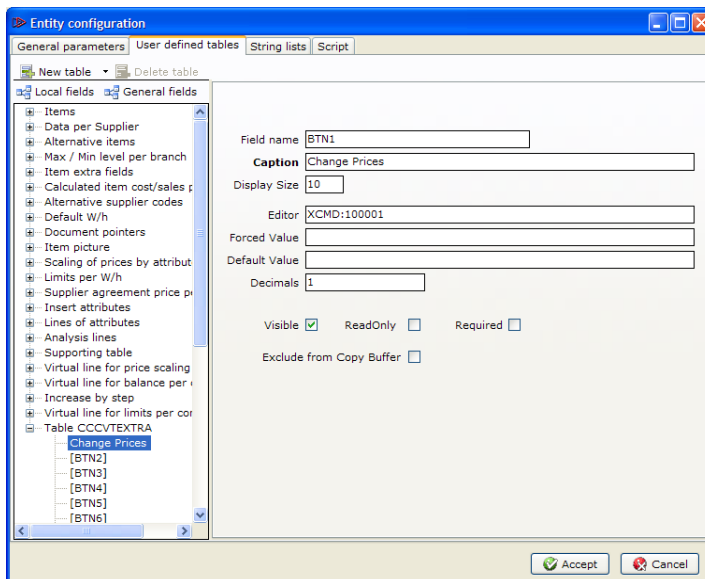 Entity configuration
General parameters User defined tables String lists Script
New table Delete table
Local fields General fields
Items
Data per Supplier
Alternative items
Max / Min level per branch
Item extra fields
Calculated item cost/sales p
Alternative supplier codes
Default W/h
Document pointers
Item picture
Scaling of prices by attribut
Limits per W/h
Supplier agreement price p
Insert attributes
Lines of attributes
Analysis lines
Supporting table
Virtual line for price scaling
Virtual line for balance per
Increase by step
Virtual line for limits per cor
Table CCCVTEXTRA
Change Prices
[BTN2]
[BTN3]
[BTN4]
[BTN5]
[BTN6]
Field name BTN1
Caption Change Prices
Display Size 10
Editor XCMD:100001
Forced Value
Default Value
Decimals 1
Visible ReadOnly Required
Exclude from Copy Buffer
Accept Cancel